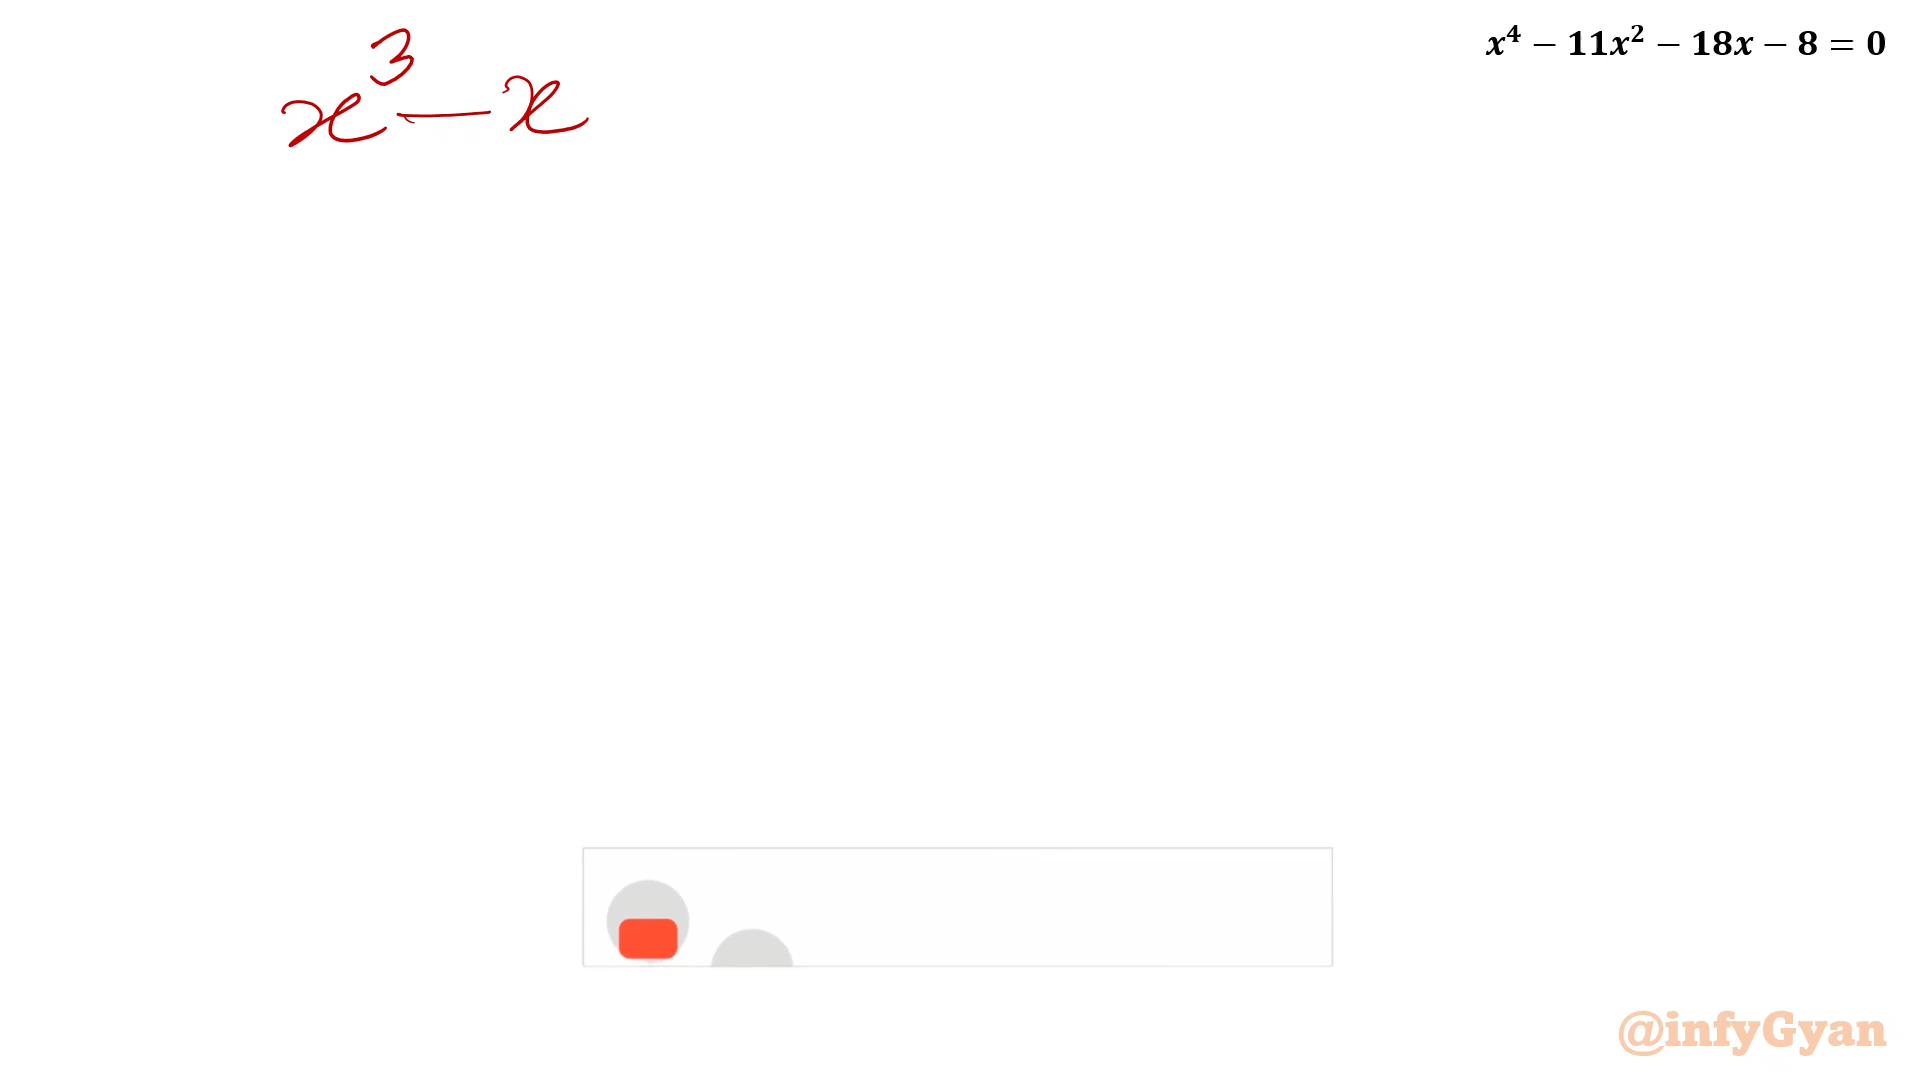 x⁴ − 11x² − 18x − 8 = 0
x³ − x
@infyGyan